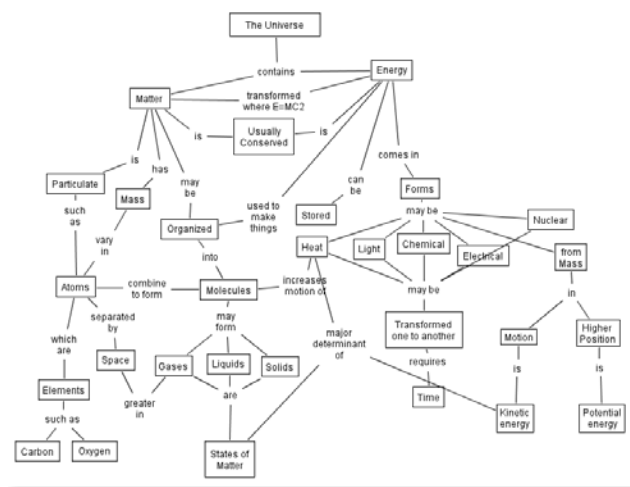 The Universe
contains
Energy
Matter
transformed
where E=MC2
is
Usually
Conserved
is
comes in
is
has
may
be
can
be
Particulate
Mass
Forms
such
as
used to
make
things
Stored
may be
Nuclear
vary
in
Organized
Heat
Light
Chemical
Electrical
from
Mass
into
Atoms
combine
to form
Molecules
increases
motion of
may be
in
separated
by
may
form
major
determinant
of
Transformed
one to another
Motion
Higher
Position
which
are
Space
Gases
Liquids
Solids
requires
is
is
Elements
greater
in
are
Time
Kinetic
energy
Potential
energy
such as
Carbon
Oxygen
States of
Matter